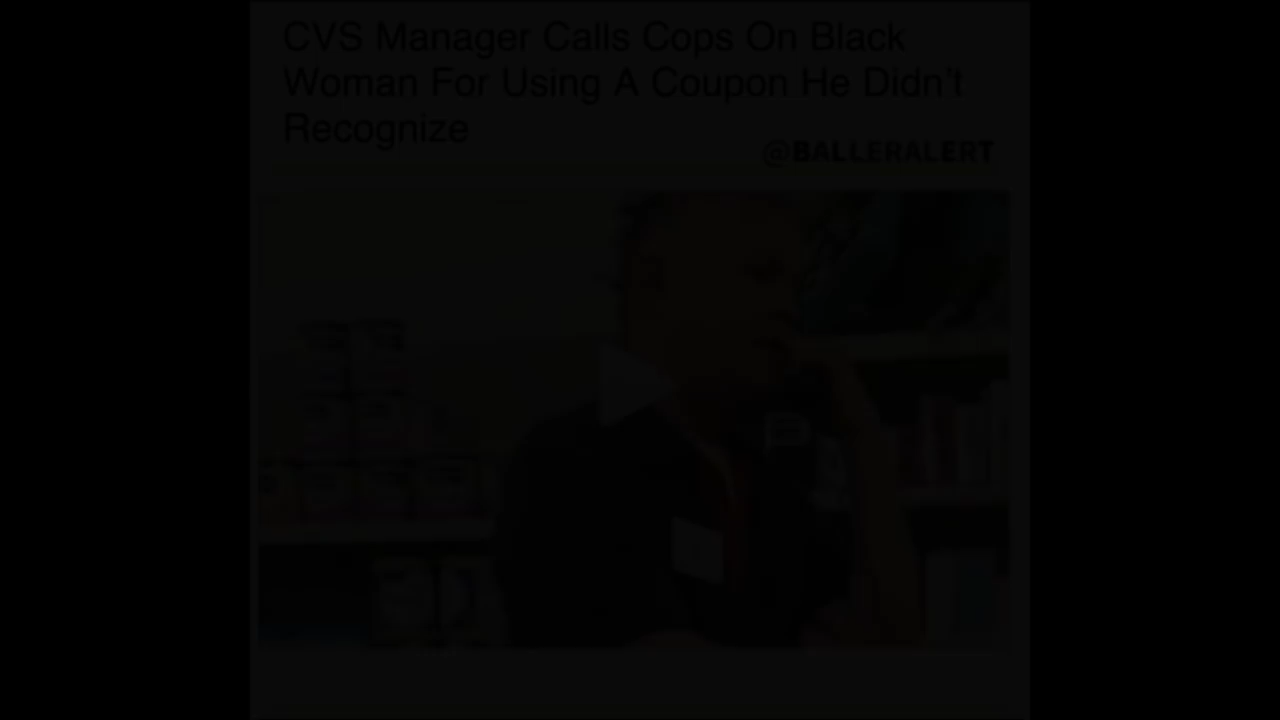 CVS Manager Calls Cops On Black
Woman For Using A Coupon He Didn't
Recognize
@BALLERALERT